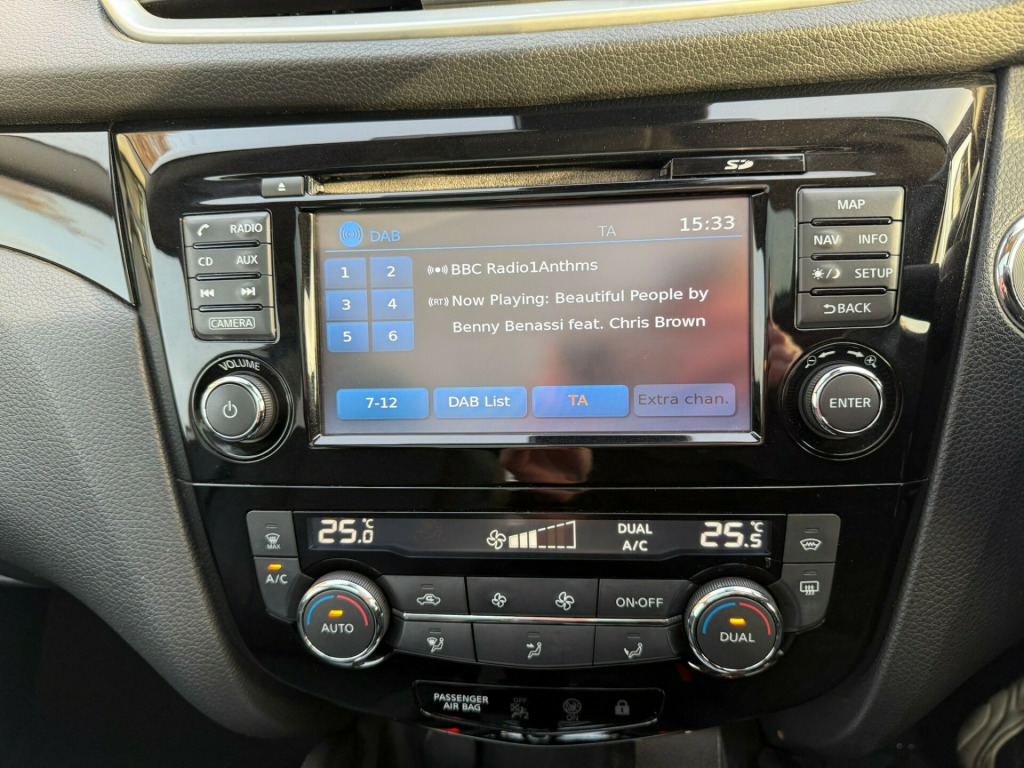 SD
DAB
TA
15:33
1
2
3
4
5
6
BBC Radio1Anthms
RT
Now Playing: Beautiful People by
Benny Benassi feat. Chris Brown
7-12
DAB List
TA
Extra chan.
RADIO
CD
AUX
CAMERA
VOLUME
MAP
NAV
INFO
SETUP
BACK
ENTER
25.0 °C
DUAL
A/C
25.5 °C
MAX
A/C
AUTO
ON·OFF
DUAL
PASSENGER
AIR BAG
OFF
ON